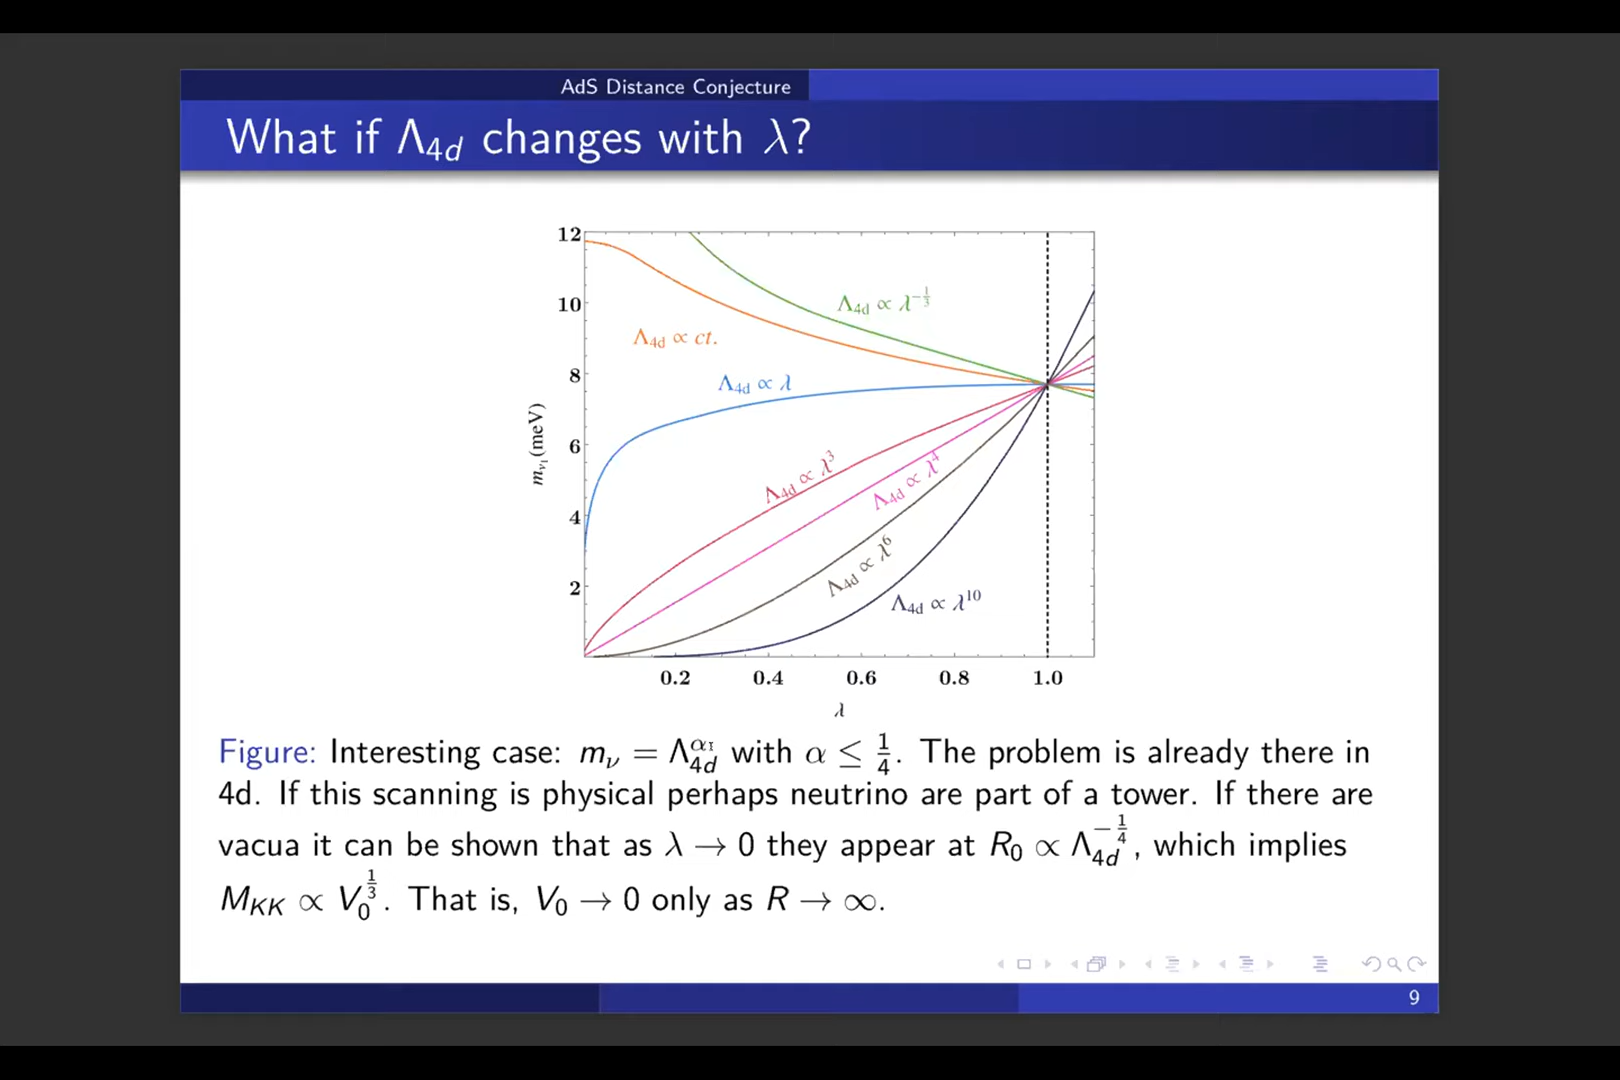 AdS Distance Conjecture
What if Λ₄d changes with λ?
12
10
8
6
4
2
mν₁(meV)
Λ₄d ∝ λ^{-1/3}
Λ₄d ∝ ct.
Λ₄d ∝ λ
Λ₄d ∝ λ³
Λ₄d ∝ λ⁴
Λ₄d ∝ λ⁶
Λ₄d ∝ λ¹⁰
0.2 0.4 0.6 0.8 1.0
λ
Figure: Interesting case: mν = Λ₄d^{α₁} with α ≤ 1/4. The problem is already there in
4d. If this scanning is physical perhaps neutrino are part of a tower. If there are
vacua it can be shown that as λ → 0 they appear at R₀ ∝ Λ₄d^{-1/4}, which implies
M_KK ∝ V₀^{1/3}. That is, V₀ → 0 only as R → ∞.
9